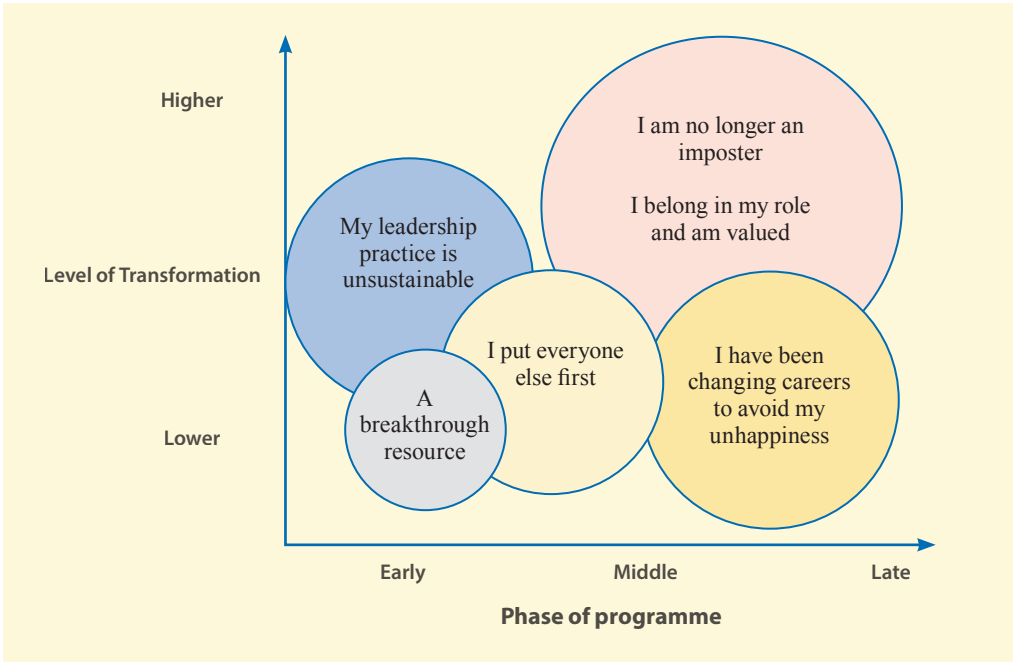 Higher
I am no longer an
imposter
I belong in my role
and am valued
My leadership
practice is
unsustainable
Level of Transformation
I put everyone
else first
I have been
changing careers
to avoid my
unhappiness
A
breakthrough
resource
Lower
Early
Middle
Late
Phase of programme